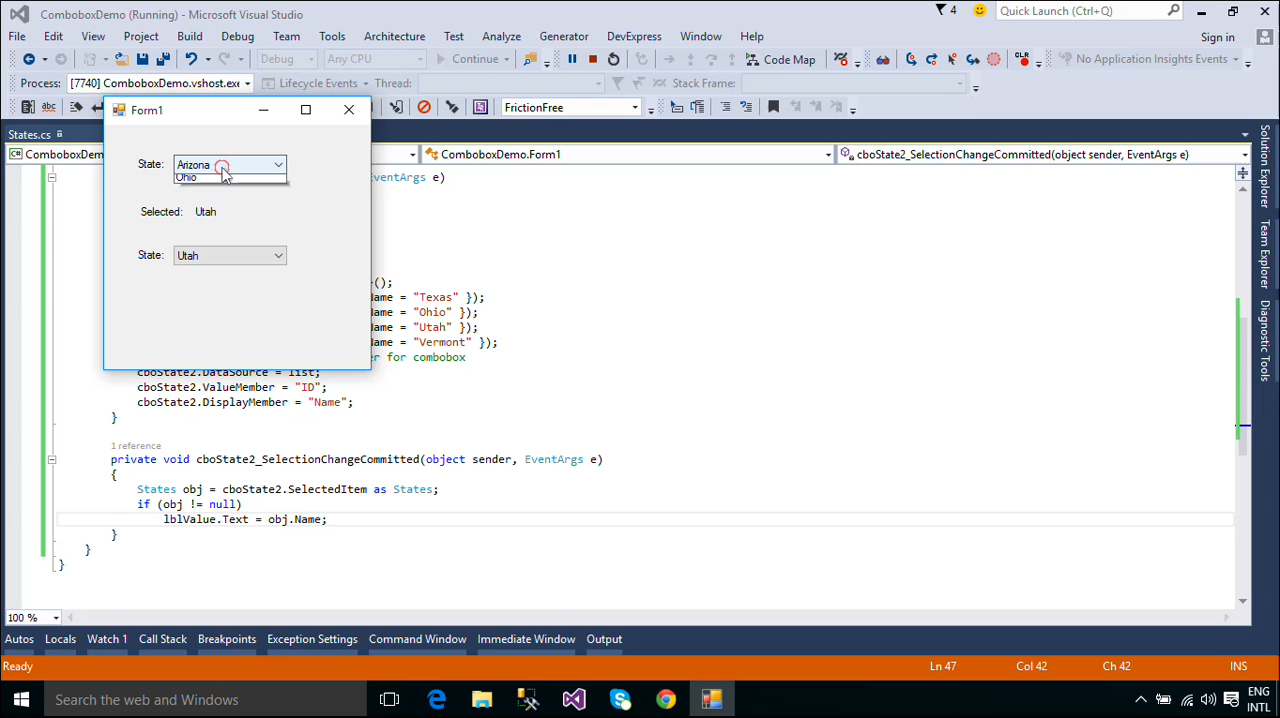 ComboboxDemo (Running) - Microsoft Visual Studio
4
Quick Launch (Ctrl+Q)
File Edit View Project Build Debug Team Tools Architecture Test Analyze Generator DevExpress Window Help
Sign in
Debug Any CPU Continue Code Map CLR No Application Insights Events
Process: [7740] ComboboxDemo.vshost.exe Lifecycle Events Thread: Stack Frame:
abc FrictionFree
Form1
States.cs
C# ComboboxDem ComboboxDemo.Form1 cboState2_SelectionChangeCommitted(object sender, EventArgs e)
State: Arizona
Ohio
Selected: Utah
State: Utah
EventArgs e)
();
Name = "Texas" });
Name = "Ohio" });
Name = "Utah" });
Name = "Vermont" });
er for combobox
cboState2.DataSource = list;
cboState2.ValueMember = "ID";
cboState2.DisplayMember = "Name";
}
1 reference
private void cboState2_SelectionChangeCommitted(object sender, EventArgs e)
{
States obj = cboState2.SelectedItem as States;
if (obj != null)
lblValue.Text = obj.Name;
}
}
}
Solution Explorer
Team Explorer
Diagnostic Tools
100 %
Autos Locals Watch 1 Call Stack Breakpoints Exception Settings Command Window Immediate Window Output
Ready Ln 47 Col 42 Ch 42 INS
Search the web and Windows
ENG
INTL